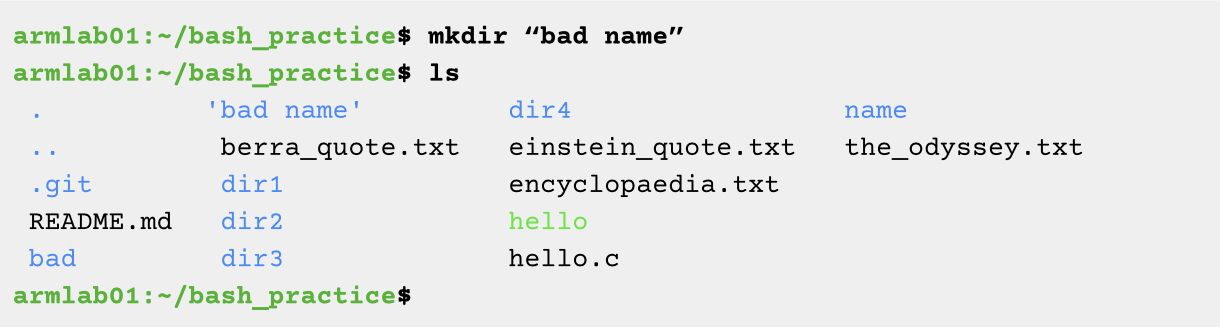 armlab01:~/bash_practice$ mkdir “bad name”
armlab01:~/bash_practice$ ls
. 'bad name' dir4 name
.. berra_quote.txt einstein_quote.txt the_odyssey.txt
.git dir1 encyclopaedia.txt
README.md dir2 hello
bad dir3 hello.c
armlab01:~/bash_practice$